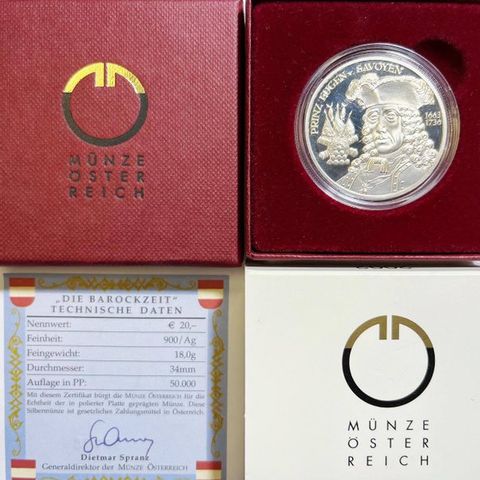 MÜNZE
ÖSTER
REICH
PRINZ EUGEN v. SAVOYEN
1663
1736
„DIE BAROCKZEIT"
TECHNISCHE DATEN
Nennwert: € 20,–
Feinheit: 900/Ag
Feingewicht: 18,0g
Durchmesser: 34mm
Auflage in PP: 50.000
Mit diesem Zertifikat bürgt die MÜNZE ÖSTERREICH für die
Echtheit der in polierter Platte geprägten Münze. Diese
Silbermünze ist gesetzliches Zahlungsmittel in Österreich.
Dietmar Spranz
Generaldirektor der MÜNZE ÖSTERREICH
MÜNZE
ÖSTER
REICH